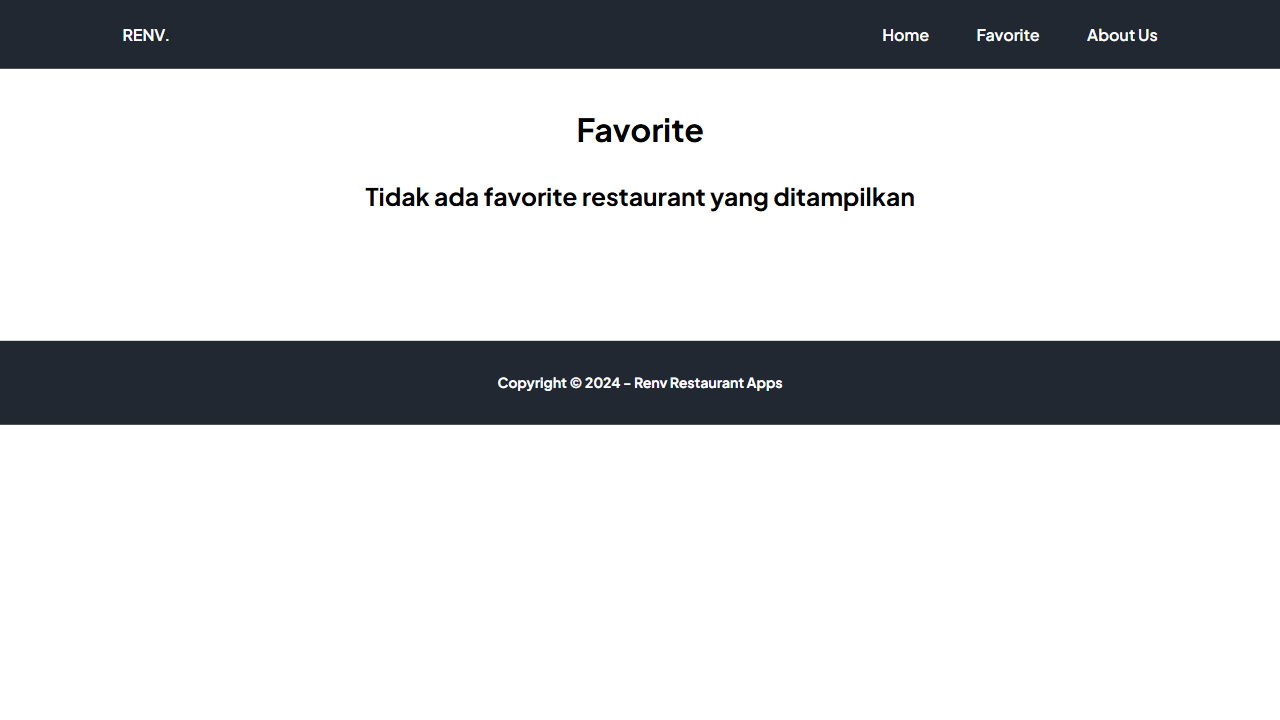 RENV.
Home Favorite About Us
Favorite
Tidak ada favorite restaurant yang ditampilkan
Copyright © 2024 - Renv Restaurant Apps